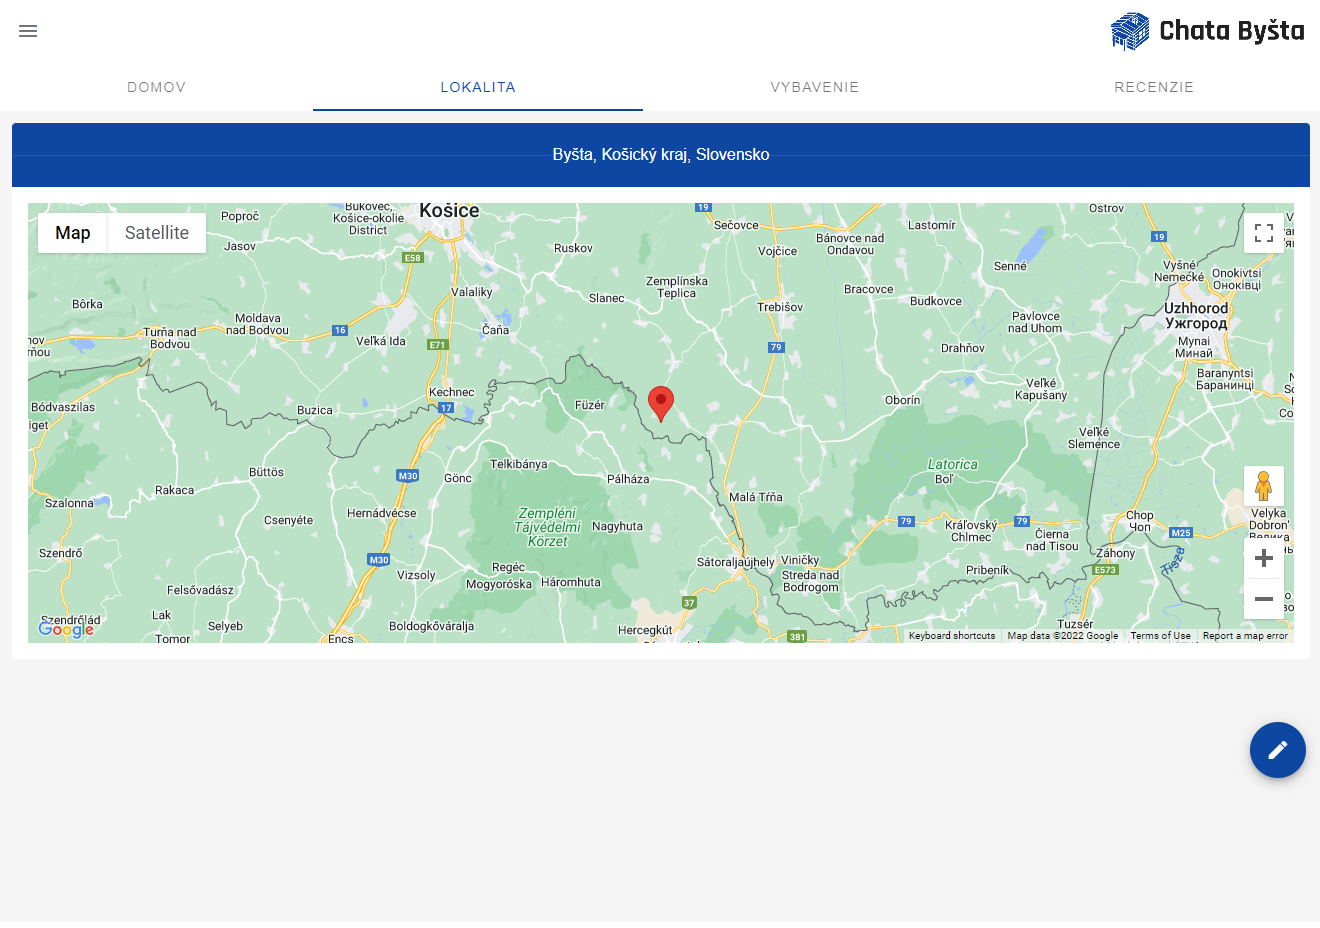 Chata Byšta
DOMOV
LOKALITA
VYBAVENIE
RECENZIE
Byšta, Košický kraj, Slovensko
Map
Satellite
Poproč
Košice-okolie
District
Košice
19
Sečovce
Lastomír
Ostrov
Jasov
E58
Ruskov
Vojčice
Bánovce nad
Ondavou
19
Senné
Vyšné
Nemecké
Onokivtsi
Оноківці
Valaliky
Slanec
Zemplínska
Teplica
Bracovce
Budkovce
Bôrka
Trebišov
Uzhhorod
Ужгород
Moldava
nad Bodvou
Turňa nad
Bodvou
16
Veľká Ida
E71
Čaňa
Pavlovce
nad Uhom
79
Drahňov
Mynai
Минай
Baranyntsi
Баранинці
Kechnec
17
Füzér
Oborín
Veľké
Kapušany
Bódvaszilas
Buzica
Veľké
Slemence
Telkibánya
Latorica
Boľ
Büttös
M30
Gönc
Pálháza
Rakaca
Szalonna
Malá Tŕňa
Csenyéte
Hernádvécse
Zempléni
Tájvédelmi
Körzet
Nagyhuta
79
Kráľovský
Chlmec
79
Čierna
nad Tisou
Chop
Чоп
M25
Velyka
Dobron'
Szendrő
M30
Vizsoly
Regéc
Mogyoróska
Háromhuta
Sátoraljaújhely
Viničky
Streda nad
Bodrogom
Pribeník
Záhony
E573
Tisza
Felsővadász
37
Lak
Selyeb
Boldogkőváralja
Hercegkút
Tuzsér
Szendrőlád
Google
Tomor
Encs
381
Keyboard shortcuts
Map data ©2022 Google
Terms of Use
Report a map error